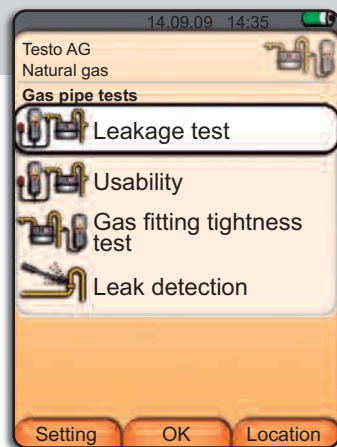 14.09.09 14:35
Testo AG
Natural gas
Gas pipe tests
Leakage test
Usability
Gas fitting tightness
test
Leak detection
Setting OK Location